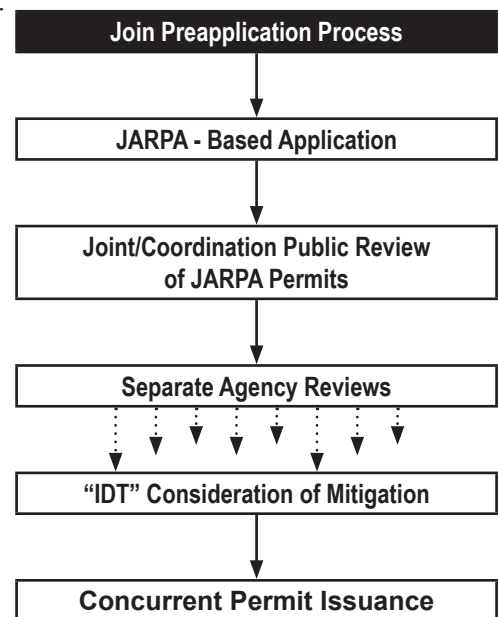 Join Preapplication Process
JARPA - Based Application
Joint/Coordination Public Review
of JARPA Permits
Separate Agency Reviews
“IDT” Consideration of Mitigation
Concurrent Permit Issuance